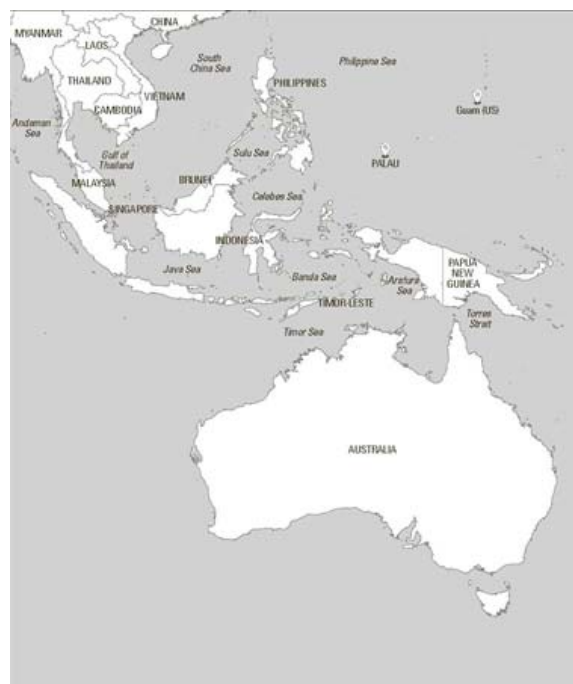 CHINA
MYANMAR
LAOS
South
China Sea
Philippine Sea
THAILAND
PHILIPPINES
VIETNAM
CAMBODIA
Guam (US)
Andaman
Sea
Gulf of
Thailand
Sulu Sea
PALAU
MALAYSIA
BRUNEI
Celebes Sea
SINGAPORE
INDONESIA
Java Sea
Banda Sea
Arafura
Sea
PAPUA
NEW
GUINEA
TIMOR-LESTE
Torres
Strait
Timor Sea
AUSTRALIA